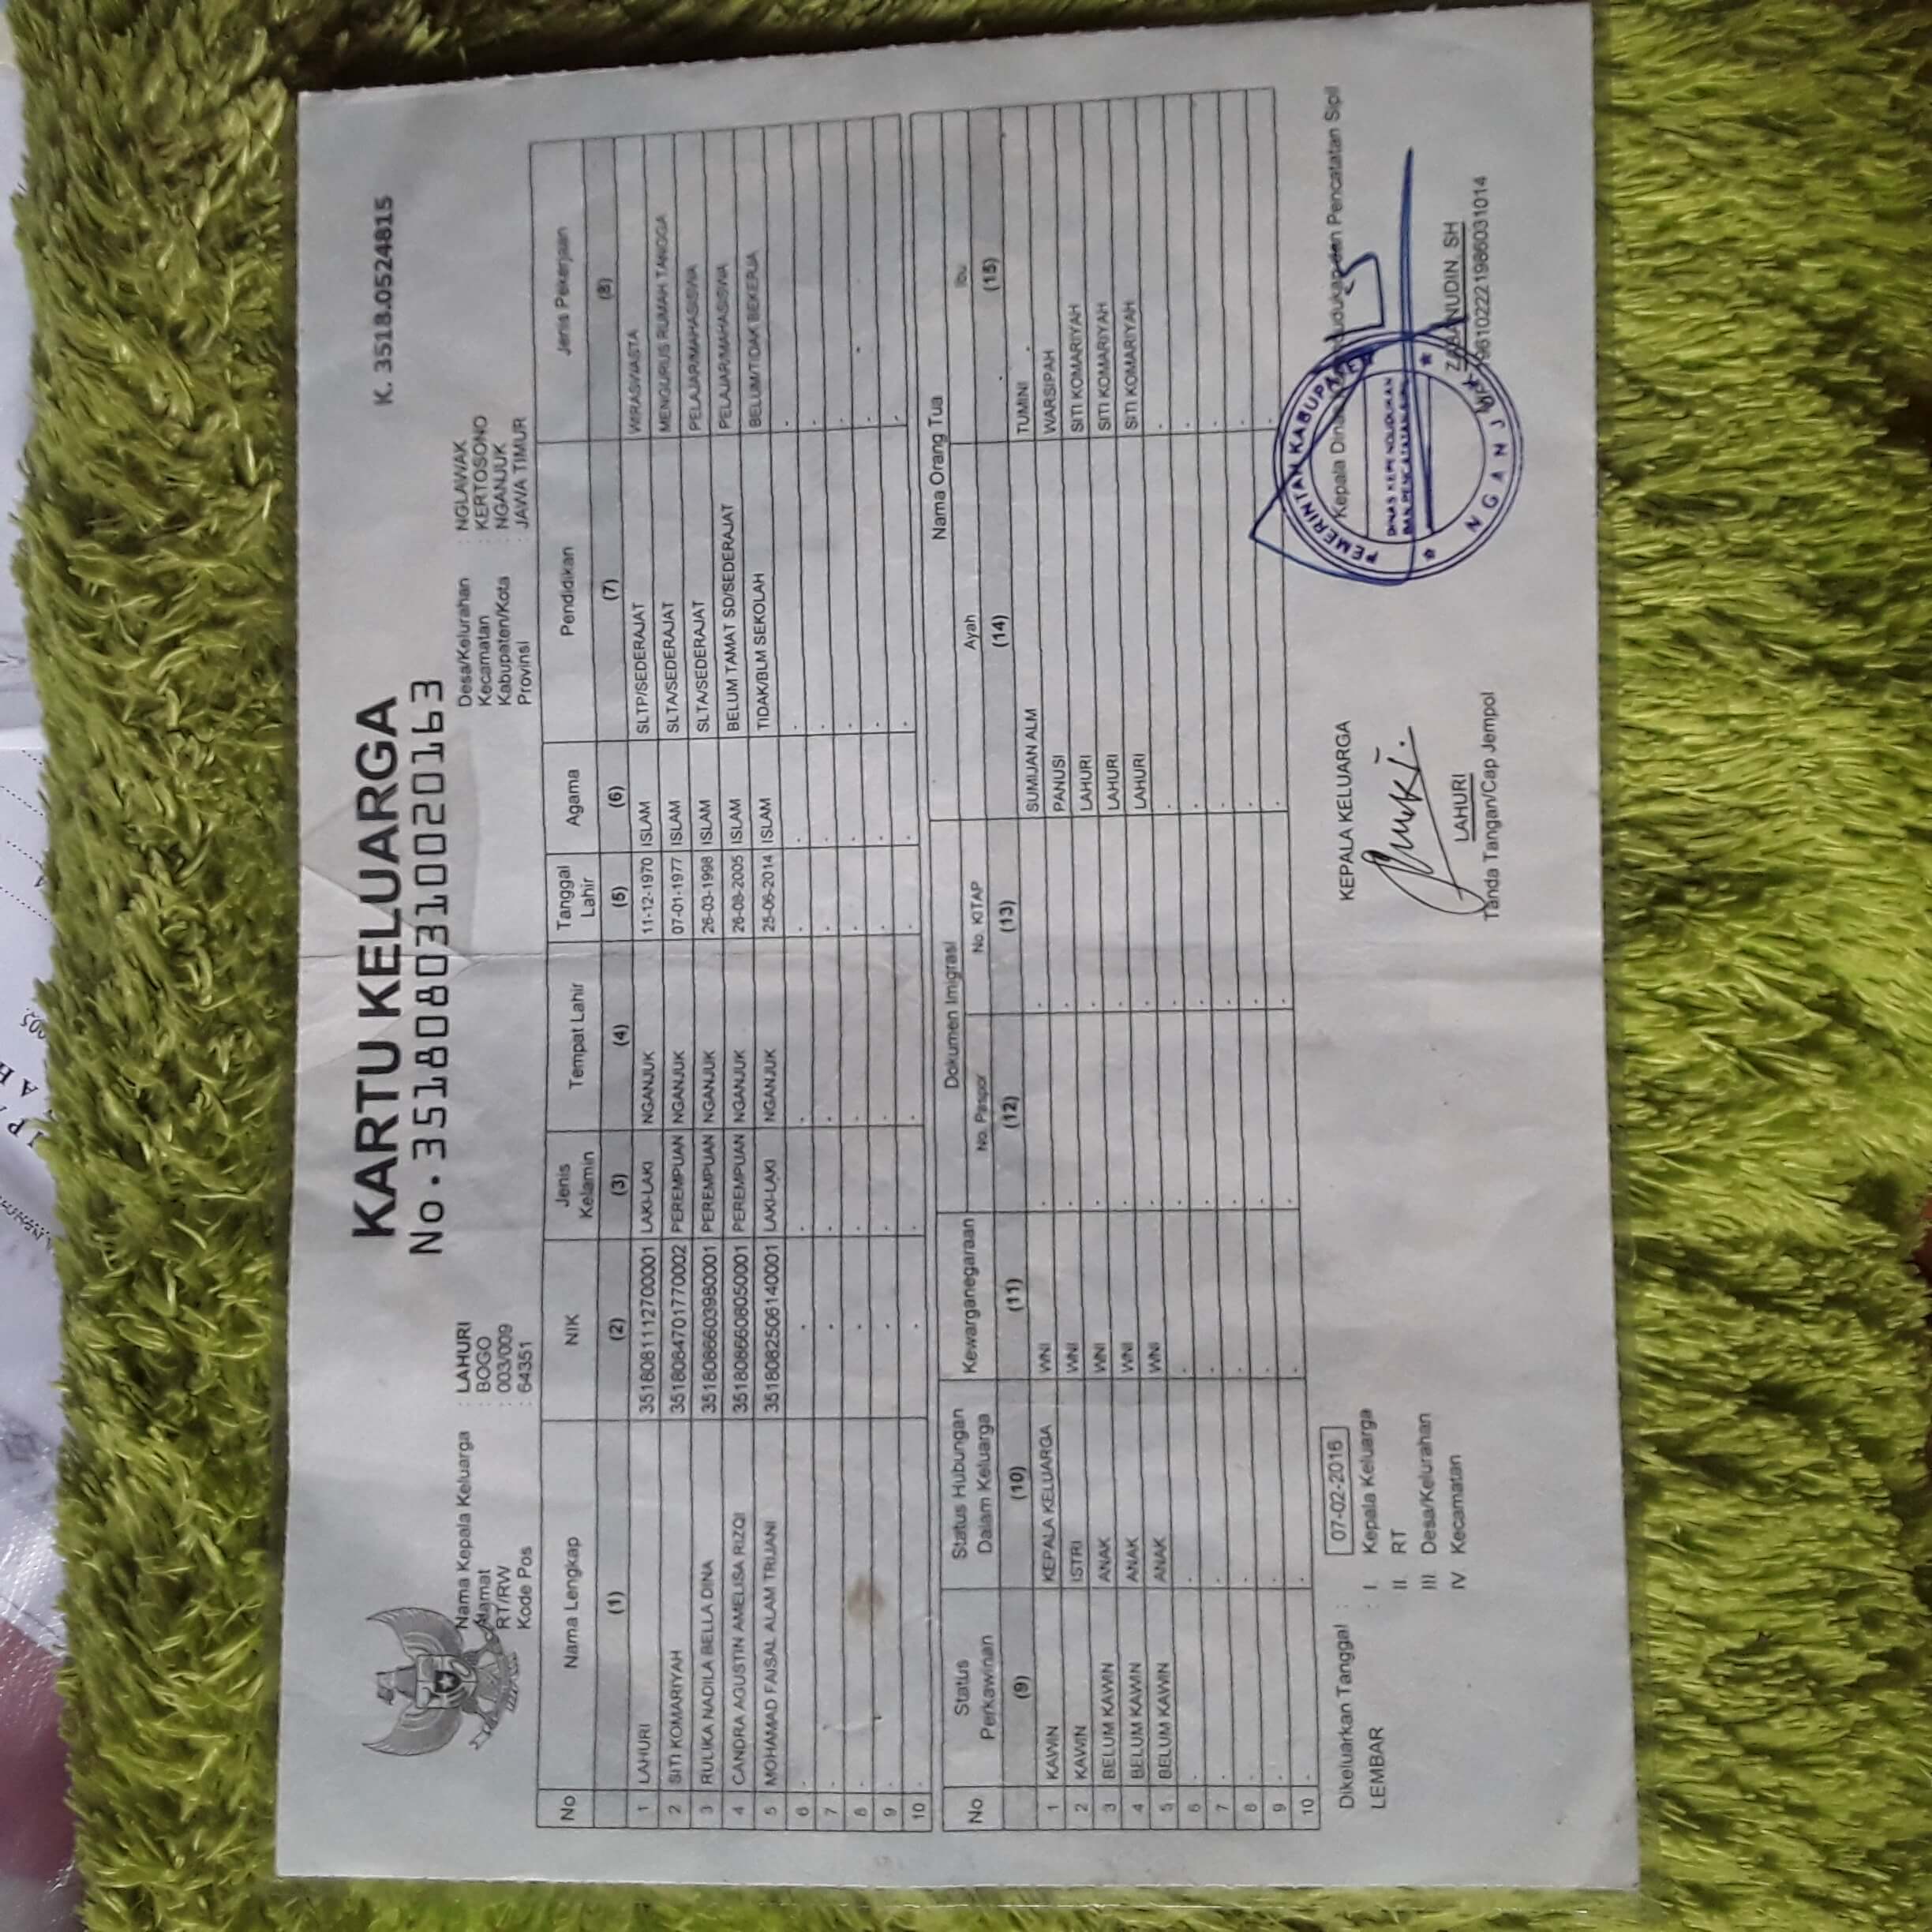 005
KARTU KELUARGA
No. 3518080310020163
K. 3518.0524815
Nama Kepala Keluarga : LAHURI
Alamat : BOGO
RT/RW : 003/009
Kode Pos : 64351
Desa/Kelurahan : NGLAWAK
Kecamatan : KERTOSONO
Kabupaten/Kota : NGANJUK
Provinsi : JAWA TIMUR
No Nama Lengkap NIK Jenis Kelamin Tempat Lahir Tanggal Lahir Agama Pendidikan Jenis Pekerjaan
(1) (2) (3) (4) (5) (6) (7) (8)
1 LAHURI 3518081112700001 LAKI-LAKI NGANJUK 11-12-1970 ISLAM SLTP/SEDERAJAT WIRASWASTA
2 SITI KOMARIYAH 3518084701770002 PEREMPUAN NGANJUK 07-01-1977 ISLAM SLTA/SEDERAJAT MENGURUS RUMAH TANGGA
3 RULIKA NADILA BELLA DINA 3518086603980001 PEREMPUAN NGANJUK 26-03-1998 ISLAM SLTA/SEDERAJAT PELAJAR/MAHASISWA
4 CANDRA AGUSTIN AMELISA RIZQI 3518086608050001 PEREMPUAN NGANJUK 26-08-2005 ISLAM BELUM TAMAT SD/SEDERAJAT PELAJAR/MAHASISWA
5 MOHAMAD FAISAL ALAM TRIJANI 3518082506140001 LAKI-LAKI NGANJUK 25-06-2014 ISLAM TIDAK/BLM SEKOLAH BELUM/TIDAK BEKERJA
6 - - - - - - - -
7 - - - - - - - -
8 - - - - - - - -
9 - - - - - - - -
10 - - - - - - - -
No Status Perkawinan Status Hubungan Dalam Keluarga Kewarganegaraan Dokumen Imigrasi Nama Orang Tua
No. Paspor No. KITAP Ayah Ibu
(9) (10) (11) (12) (13) (14) (15)
1 KAWIN KEPALA KELUARGA WNI - - SUMIJAN ALM TUMINI
2 KAWIN ISTRI WNI - - PANUSI WARSIPAH
3 BELUM KAWIN ANAK WNI - - LAHURI SITI KOMARIYAH
4 BELUM KAWIN ANAK WNI - - LAHURI SITI KOMARIYAH
5 BELUM KAWIN ANAK WNI - - LAHURI SITI KOMARIYAH
6 - - - - - - -
7 - - - - - - -
8 - - - - - - -
9 - - - - - - -
10 - - - - - - -
Dikeluarkan Tanggal : 07-02-2016
LEMBAR : I. Kepala Keluarga
II. RT
III. Desa/Kelurahan
IV. Kecamatan
KEPALA KELUARGA
LAHURI
Tanda Tangan/Cap Jempol
Kepala Dinas Kependudukan dan Pencatatan Sipil
PEMERINTAH KABUPATEN
DINAS KEPENDUDUKAN
DAN PENCATATAN SIPIL
NGANJUK
ZABANUDIN, SH
NIP. 196102221986031014